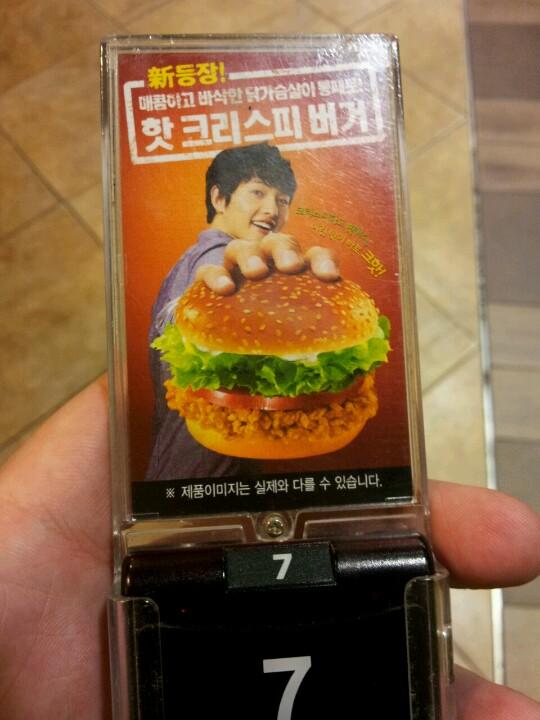 新등장!
매콤하고 바삭한 닭가슴살이 통째로!
핫 크리스피 버거
크햇
※ 제품이미지는 실제와 다를 수 있습니다.
7
7